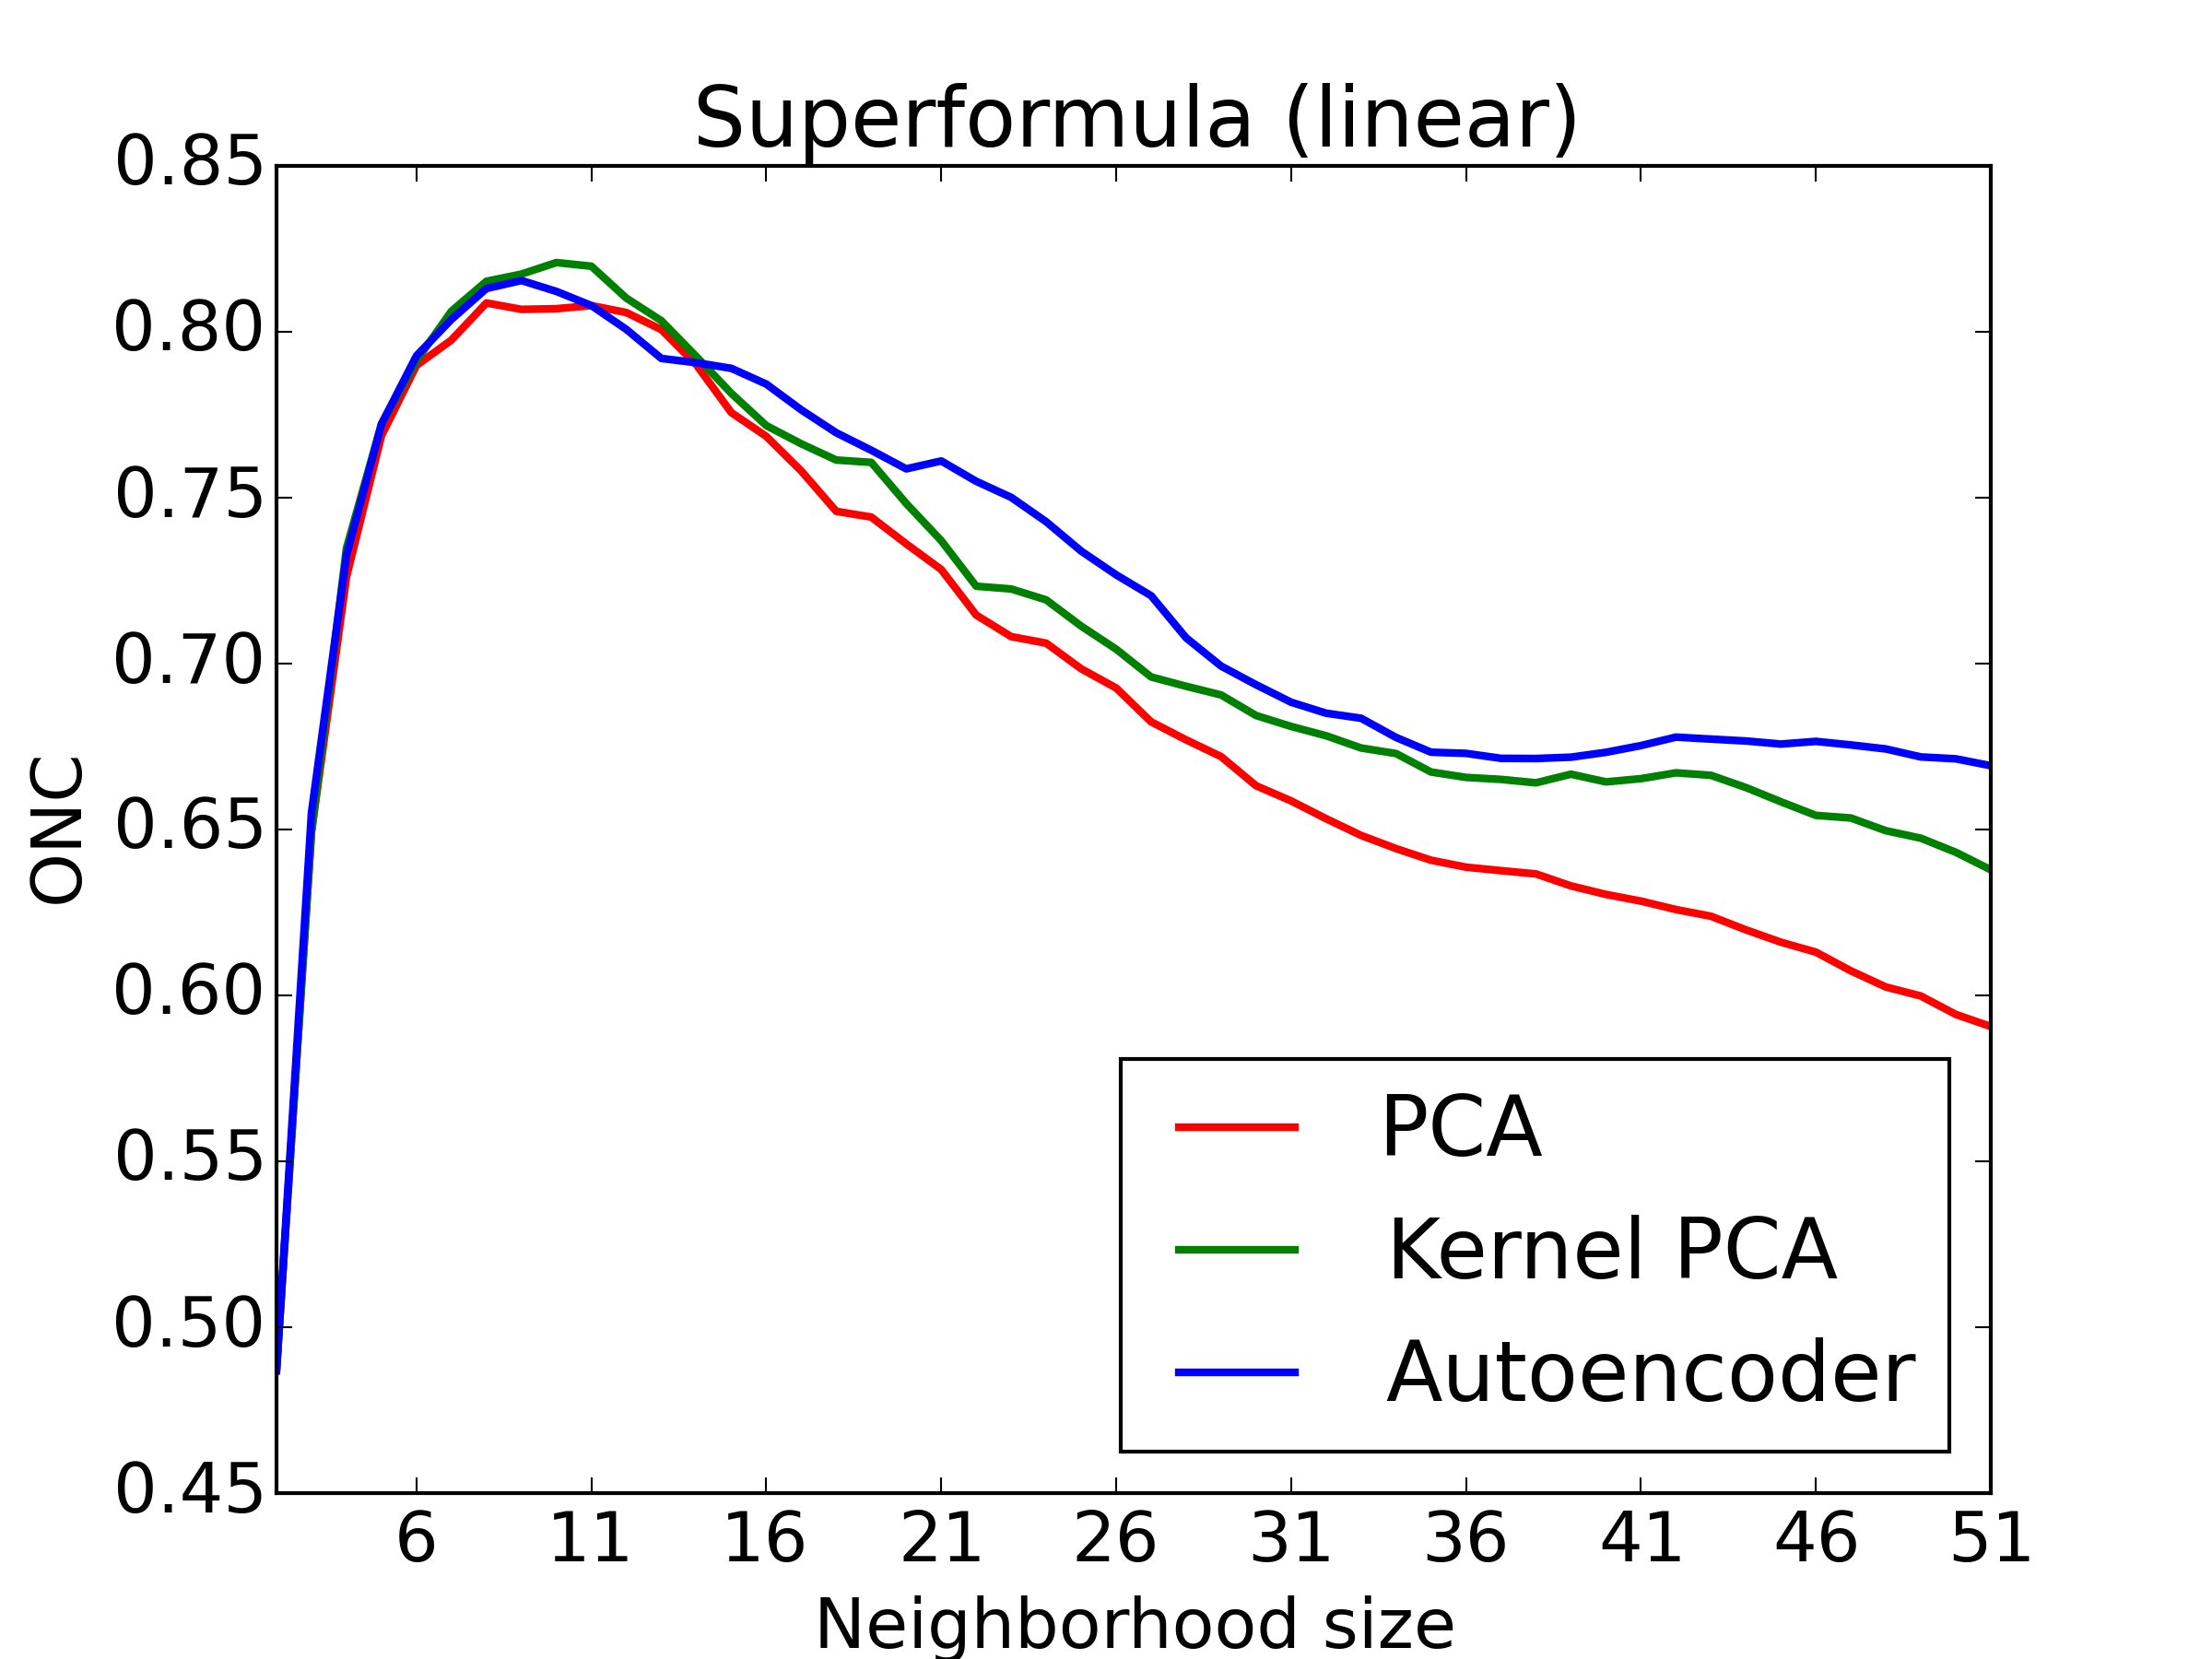 Superformula (linear)
0.85
0.80
0.75
0.70
0.65
0.60
0.55
0.50
0.45
ONIC
PCA
Kernel PCA
Autoencoder
6 11 16 21 26 31 36 41 46 51
Neighborhood size